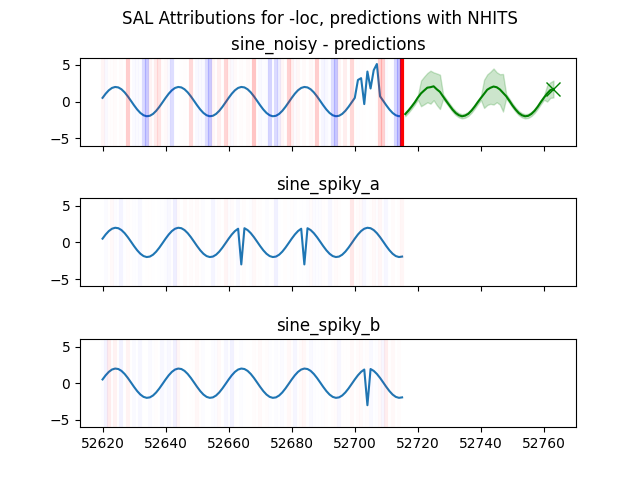 SAL Attributions for -loc, predictions with NHITS
sine_noisy - predictions
5
0
−5
sine_spiky_a
5
0
−5
sine_spiky_b
5
0
−5
52620 52640 52660 52680 52700 52720 52740 52760